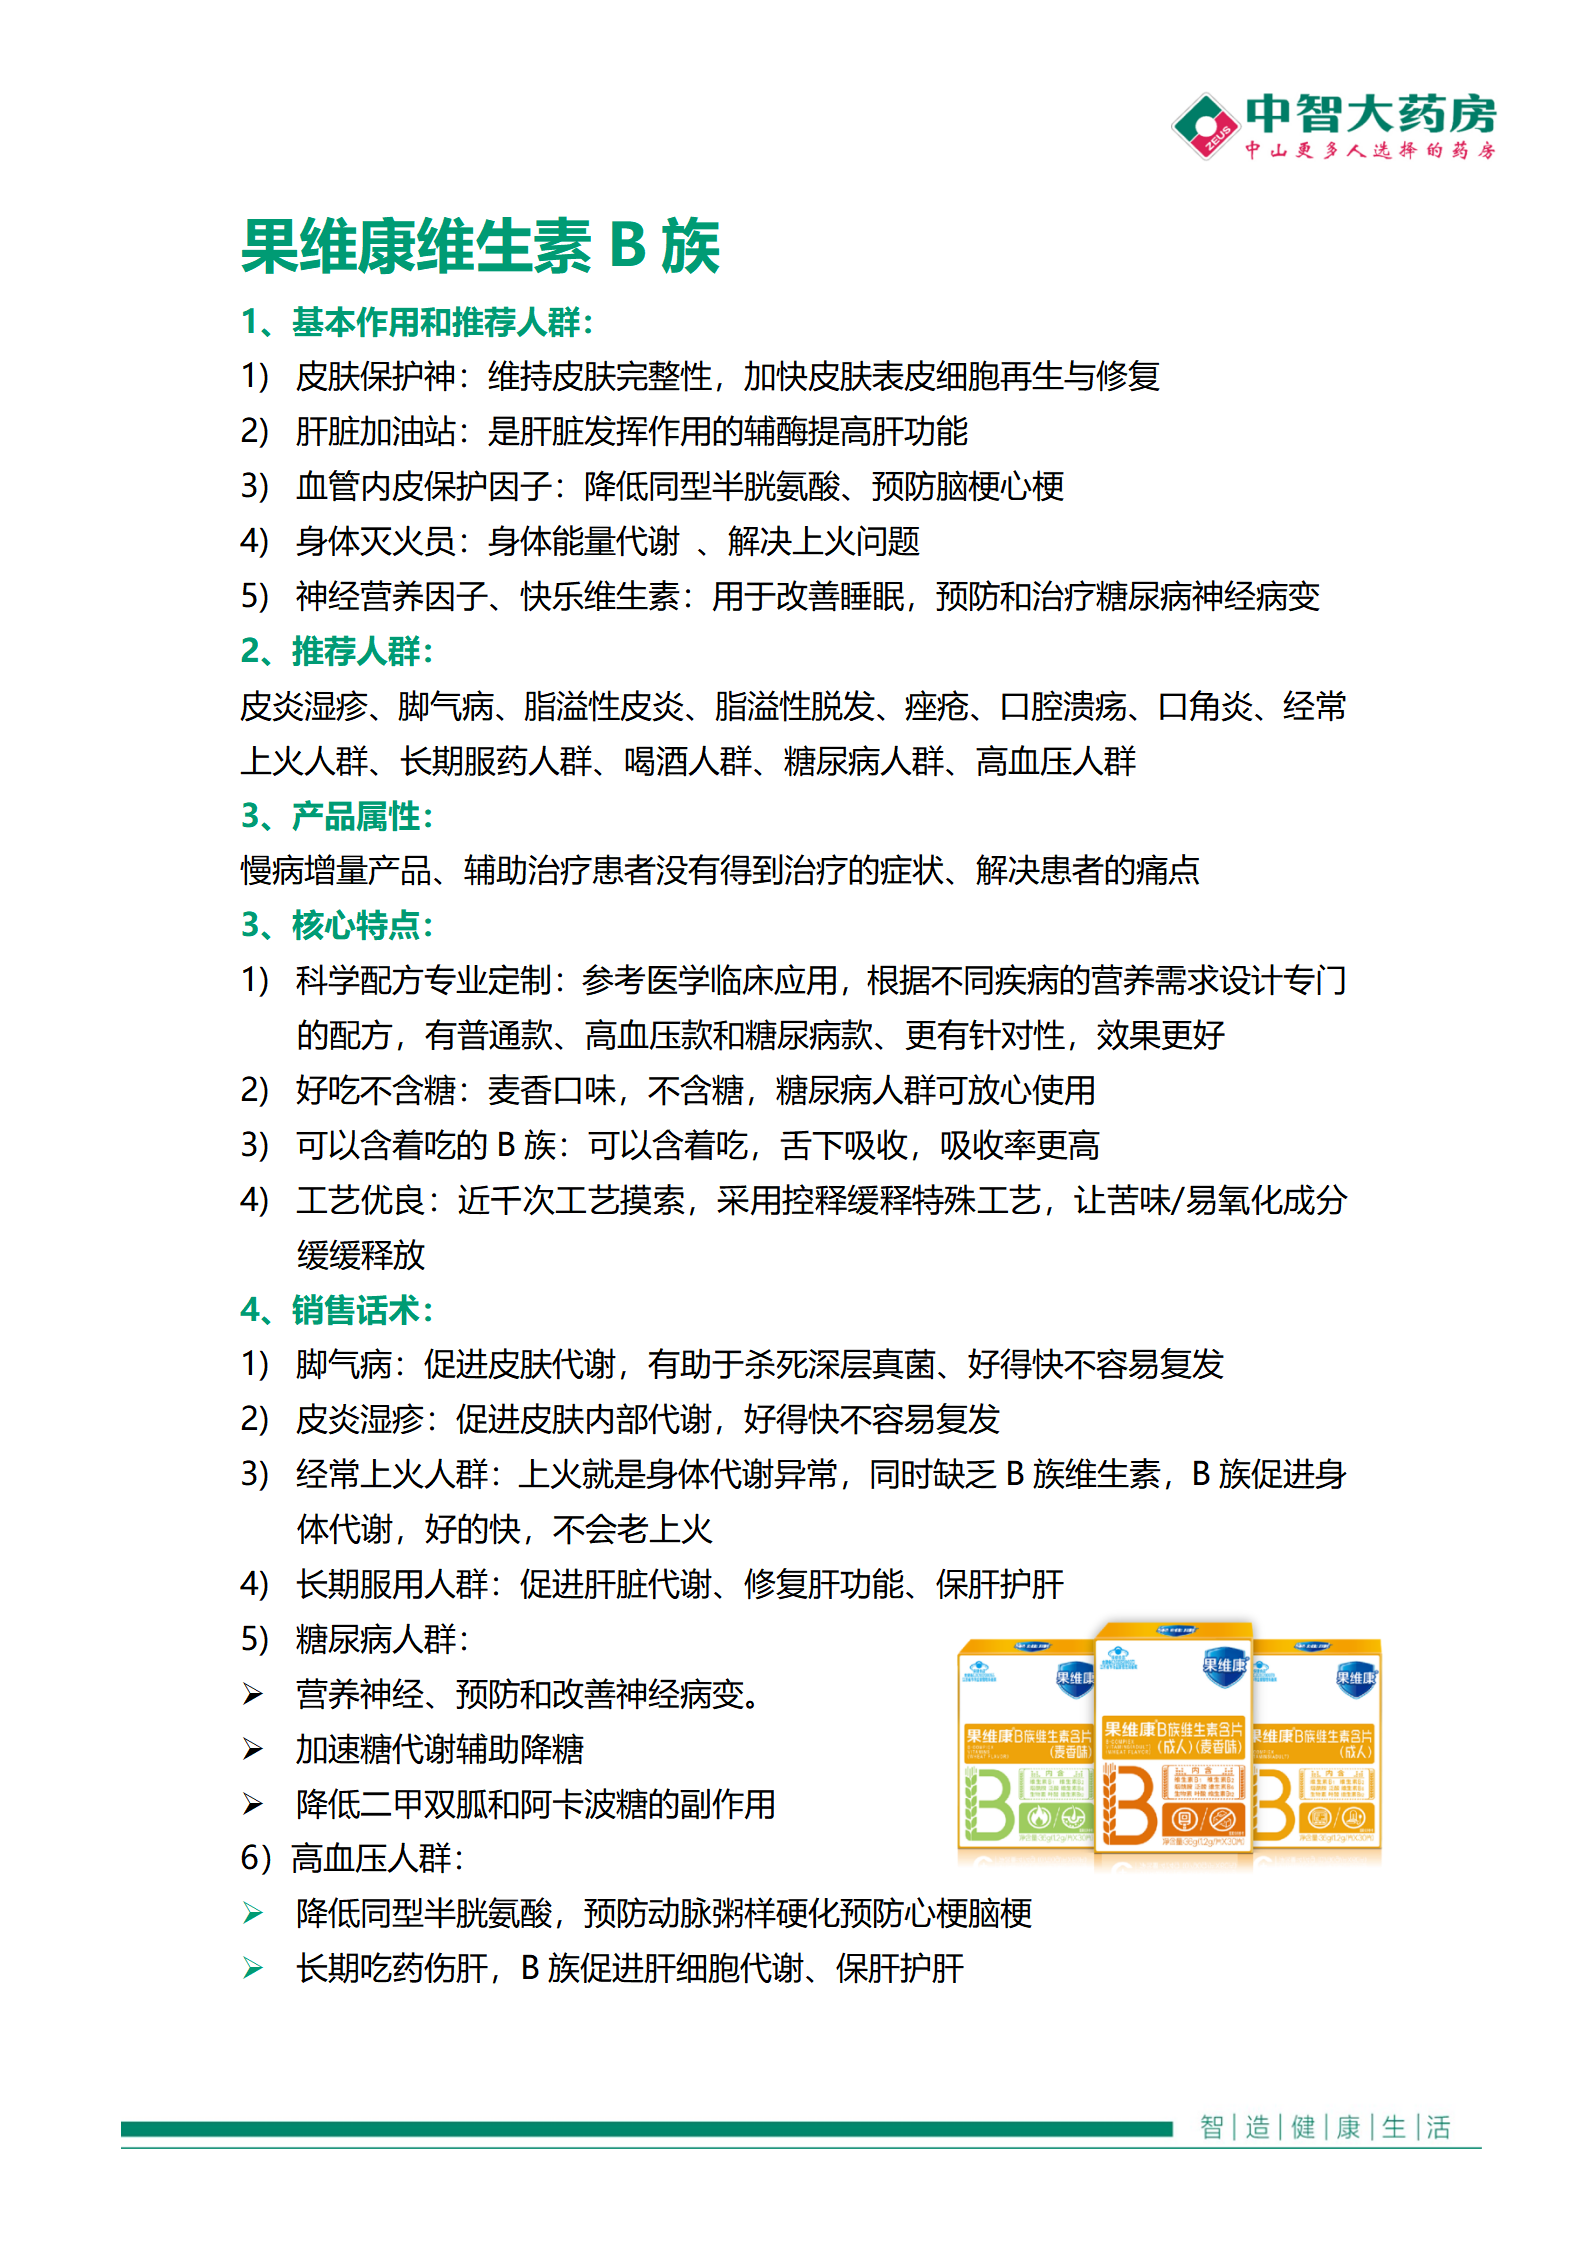 中智大药房
ZEUS
中山更多人选择的药房
果维康维生素 B 族
1、基本作用和推荐人群：
1) 皮肤保护神：维持皮肤完整性，加快皮肤表皮细胞再生与修复
2) 肝脏加油站：是肝脏发挥作用的辅酶提高肝功能
3) 血管内皮保护因子：降低同型半胱氨酸、预防脑梗心梗
4) 身体灭火员：身体能量代谢 、解决上火问题
5) 神经营养因子、快乐维生素：用于改善睡眠，预防和治疗糖尿病神经病变
2、推荐人群：
皮炎湿疹、脚气病、脂溢性皮炎、脂溢性脱发、痤疮、口腔溃疡、口角炎、经常
上火人群、长期服药人群、喝酒人群、糖尿病人群、高血压人群
3、产品属性：
慢病增量产品、辅助治疗患者没有得到治疗的症状、解决患者的痛点
3、核心特点：
1) 科学配方专业定制：参考医学临床应用，根据不同疾病的营养需求设计专门
的配方，有普通款、高血压款和糖尿病款、更有针对性，效果更好
2) 好吃不含糖：麦香口味，不含糖，糖尿病人群可放心使用
3) 可以含着吃的 B 族：可以含着吃，舌下吸收，吸收率更高
4) 工艺优良：近千次工艺摸索，采用控释缓释特殊工艺，让苦味/易氧化成分
缓缓释放
4、销售话术：
1) 脚气病：促进皮肤代谢，有助于杀死深层真菌、好得快不容易复发
2) 皮炎湿疹：促进皮肤内部代谢，好得快不容易复发
3) 经常上火人群：上火就是身体代谢异常，同时缺乏 B 族维生素，B 族促进身
体代谢，好的快，不会老上火
4) 长期服用人群：促进肝脏代谢、修复肝功能、保肝护肝
5) 糖尿病人群：
➢ 营养神经、预防和改善神经病变。
➢ 加速糖代谢辅助降糖
➢ 降低二甲双胍和阿卡波糖的副作用
6）高血压人群：
➢ 降低同型半胱氨酸，预防动脉粥样硬化预防心梗脑梗
➢ 长期吃药伤肝，B 族促进肝细胞代谢、保肝护肝
果维康
果维康B族维生素含片
（麦香味）
B
果维康
果维康B族维生素含片
（成人）（麦香味）
内含
B
净含量:36g(1.2g/片X30片)
果维康
果维康B族维生素含片
（成人）
B
智|造|健|康|生|活